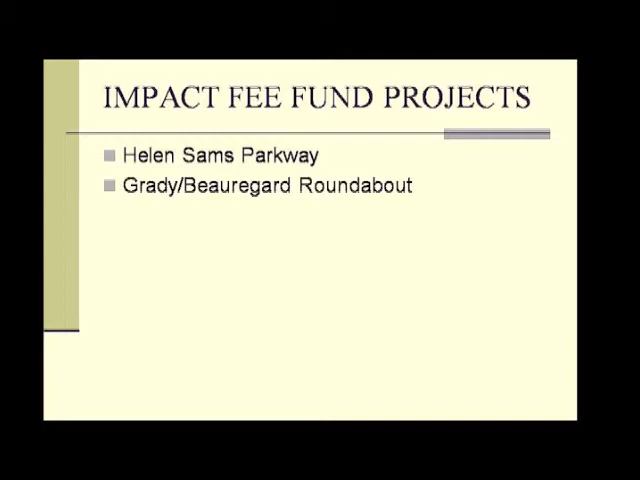 IMPACT FEE FUND PROJECTS
Helen Sams Parkway
Grady/Beauregard Roundabout